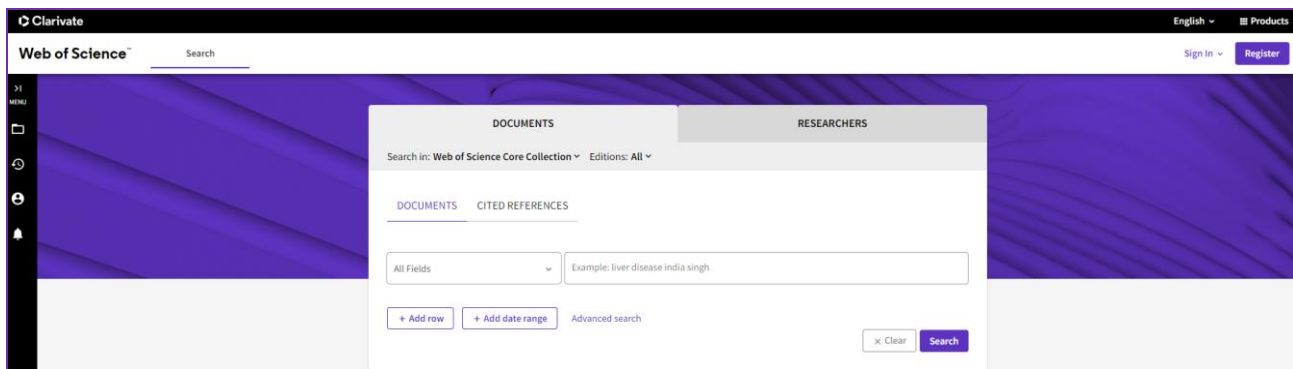 Clarivate
English
Products
Web of Science™
Search
Sign In
Register
MENU
DOCUMENTS
RESEARCHERS
Search in: Web of Science Core Collection Editions: All
DOCUMENTS
CITED REFERENCES
All Fields
Example: liver disease india singh
+ Add row
+ Add date range
Advanced search
× Clear
Search